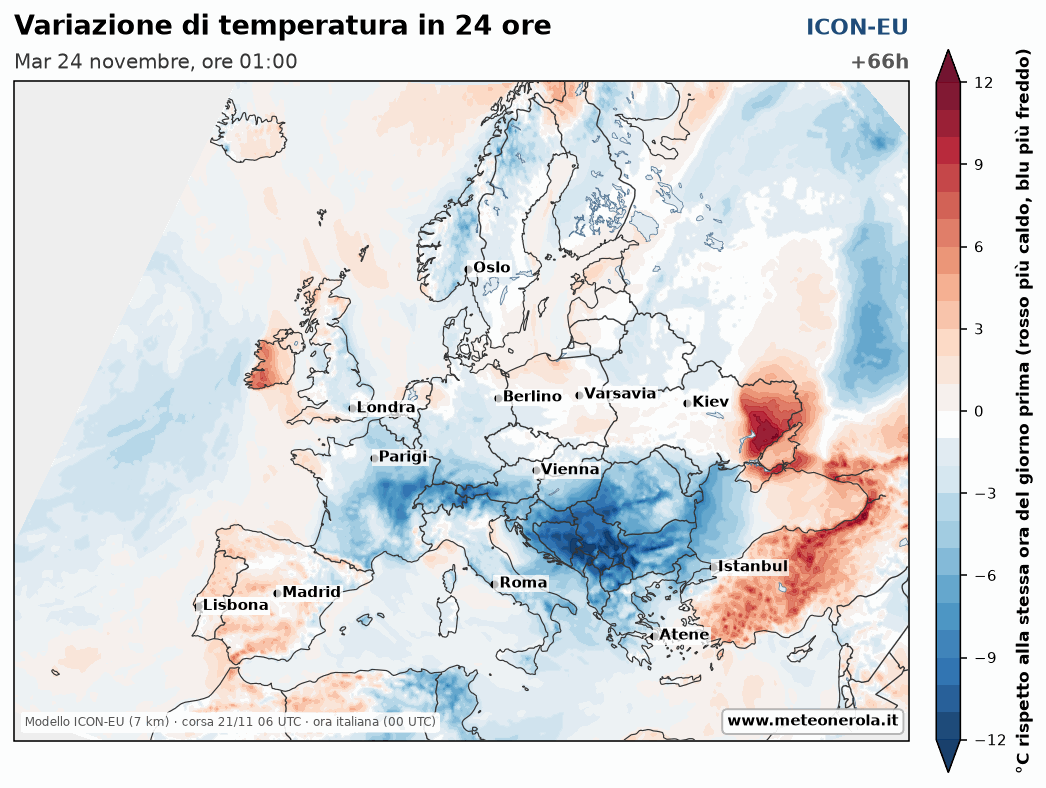 Variazione di temperatura in 24 ore
ICON-EU
Mar 24 novembre, ore 01:00
+66h
Oslo
Berlino
Varsavia
Kiev
Londra
Parigi
Vienna
Istanbul
Roma
Madrid
Lisbona
Atene
Modello ICON-EU (7 km) · corsa 21/11 06 UTC · ora italiana (00 UTC)
www.meteonerola.it
12
9
6
3
0
−3
−6
−9
−12
°C rispetto alla stessa ora del giorno prima (rosso più caldo, blu più freddo)